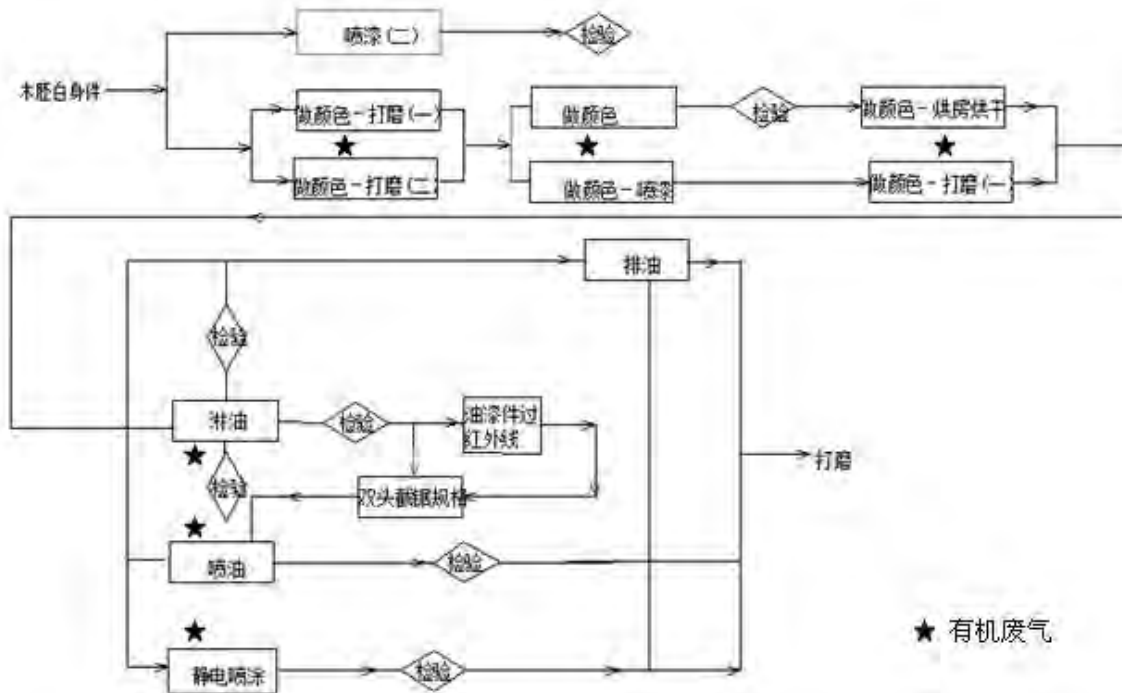 喷漆(二)
检验
木胚白身件
做颜色-打磨(一)
做颜色
检验
做颜色-烘房烘干
做颜色-打磨(二)
做颜色-喷漆
做颜色-打磨(一)
排油
检验
淋油
检验
油漆件过
红外线
检验
双头截锯规格
打磨
喷油
检验
静电喷涂
检验
★ 有机废气